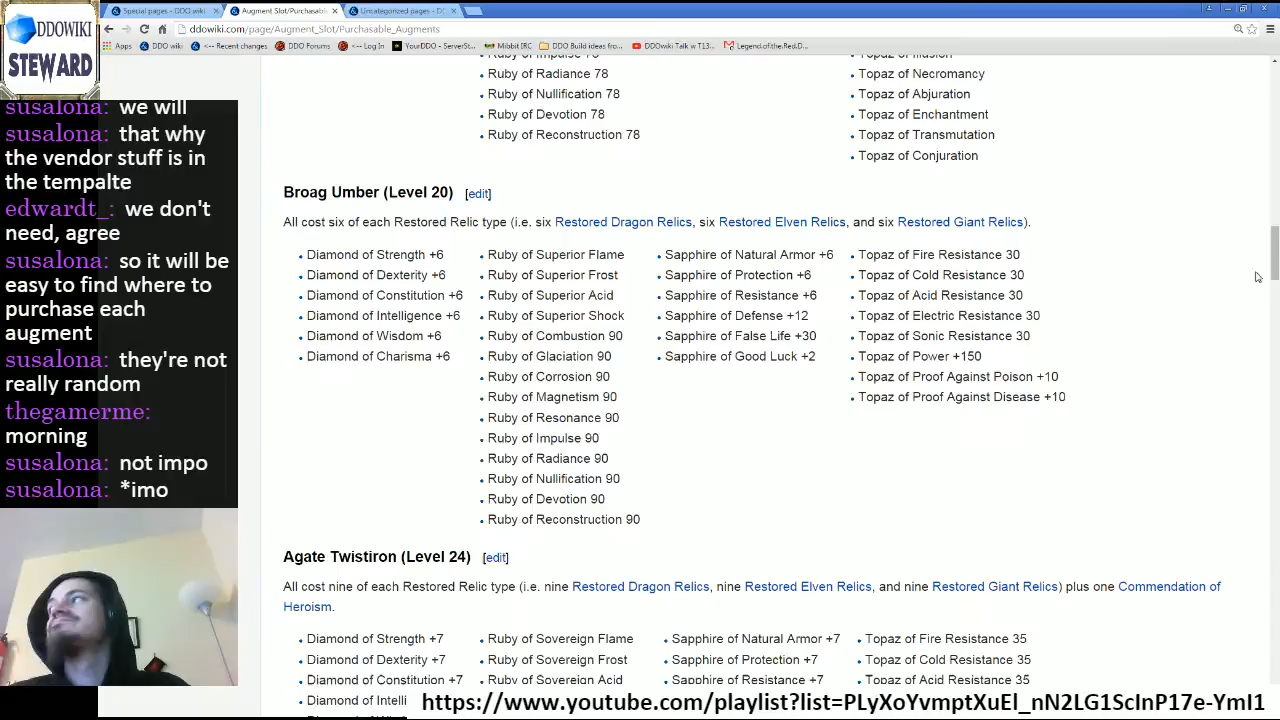 DDOWIKI
STEWARD
Special pages - DDO wiki
Augment Slot/Purchasable
Uncategorized pages - DDO
ddowiki.com/page/Augment_Slot/Purchasable_Augments
Apps
DDO wiki
<-- Recent changes
DDO Forums
<-- Log In
YourDDO - ServerSt...
Mibbit IRC
DDO Build ideas from...
DDOwiki Talk w T13...
Legend.of.the.Red.D...
susalona: we will
susalona: that why
the vendor stuff is in
the tempalte
edwardt_: we don't
need, agree
susalona: so it will be
easy to find where to
purchase each
augment
susalona: they're not
really random
thegamerme:
morning
susalona: not impo
susalona: *imo
Ruby of Impulse 78
Ruby of Radiance 78
Ruby of Nullification 78
Ruby of Devotion 78
Ruby of Reconstruction 78
Topaz of Illusion
Topaz of Necromancy
Topaz of Abjuration
Topaz of Enchantment
Topaz of Transmutation
Topaz of Conjuration
Broag Umber (Level 20) [edit]
All cost six of each Restored Relic type (i.e. six Restored Dragon Relics, six Restored Elven Relics, and six Restored Giant Relics).
Diamond of Strength +6
Diamond of Dexterity +6
Diamond of Constitution +6
Diamond of Intelligence +6
Diamond of Wisdom +6
Diamond of Charisma +6
Ruby of Superior Flame
Ruby of Superior Frost
Ruby of Superior Acid
Ruby of Superior Shock
Ruby of Combustion 90
Ruby of Glaciation 90
Ruby of Corrosion 90
Ruby of Magnetism 90
Ruby of Resonance 90
Ruby of Impulse 90
Ruby of Radiance 90
Ruby of Nullification 90
Ruby of Devotion 90
Ruby of Reconstruction 90
Sapphire of Natural Armor +6
Sapphire of Protection +6
Sapphire of Resistance +6
Sapphire of Defense +12
Sapphire of False Life +30
Sapphire of Good Luck +2
Topaz of Fire Resistance 30
Topaz of Cold Resistance 30
Topaz of Acid Resistance 30
Topaz of Electric Resistance 30
Topaz of Sonic Resistance 30
Topaz of Power +150
Topaz of Proof Against Poison +10
Topaz of Proof Against Disease +10
Agate Twistiron (Level 24) [edit]
All cost nine of each Restored Relic type (i.e. nine Restored Dragon Relics, nine Restored Elven Relics, and nine Restored Giant Relics) plus one Commendation of
Heroism.
Diamond of Strength +7
Diamond of Dexterity +7
Diamond of Constitution +7
Diamond of Intelli
Ruby of Sovereign Flame
Ruby of Sovereign Frost
Ruby of Sovereign Acid
Sapphire of Natural Armor +7
Sapphire of Protection +7
Sapphire of Resistance +7
Topaz of Fire Resistance 35
Topaz of Cold Resistance 35
Topaz of Acid Resistance 35
https://www.youtube.com/playlist?list=PLyXoYvmptXuEl_nN2LG1ScInP17e-YmI1